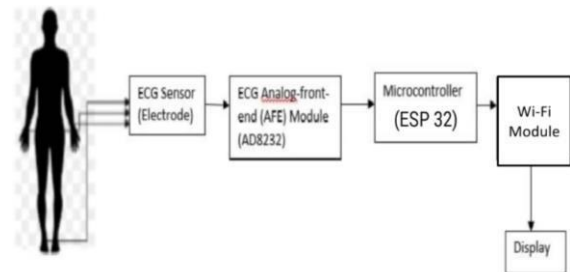 ECG Sensor
(Electrode)
ECG Analog-front-
end (AFE) Module
(AD8232)
Microcontroller
(ESP 32)
Wi-Fi
Module
Display